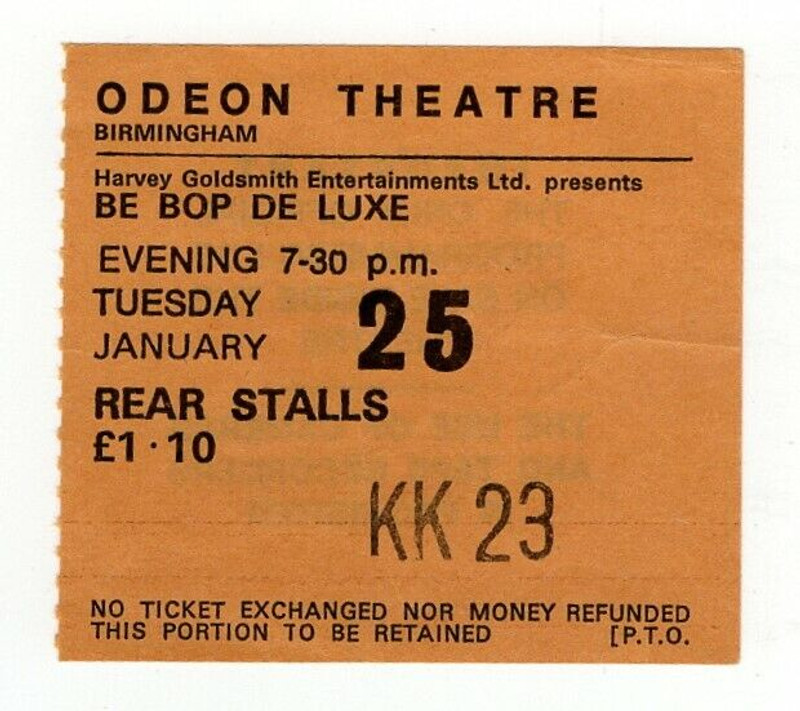 ODEON THEATRE
BIRMINGHAM
Harvey Goldsmith Entertainments Ltd. presents
BE BOP DE LUXE
EVENING 7-30 p.m.
TUESDAY 25
JANUARY
REAR STALLS
£1·10
KK 23
NO TICKET EXCHANGED NOR MONEY REFUNDED
THIS PORTION TO BE RETAINED [P.T.O.